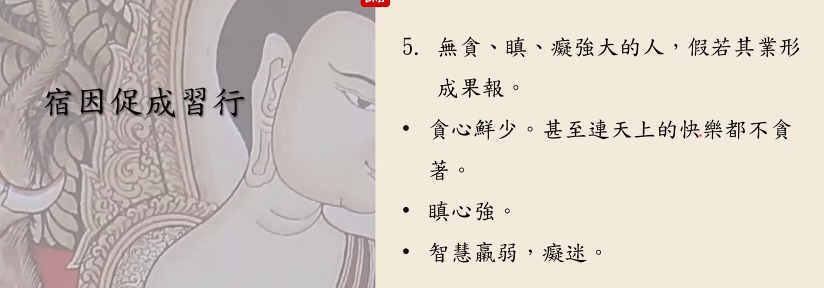 宿因促成習行
5. 無貪、瞋、癡強大的人，假若其業形
成果報。
• 貪心鮮少。甚至連天上的快樂都不貪
著。
• 瞋心強。
• 智慧羸弱，癡迷。